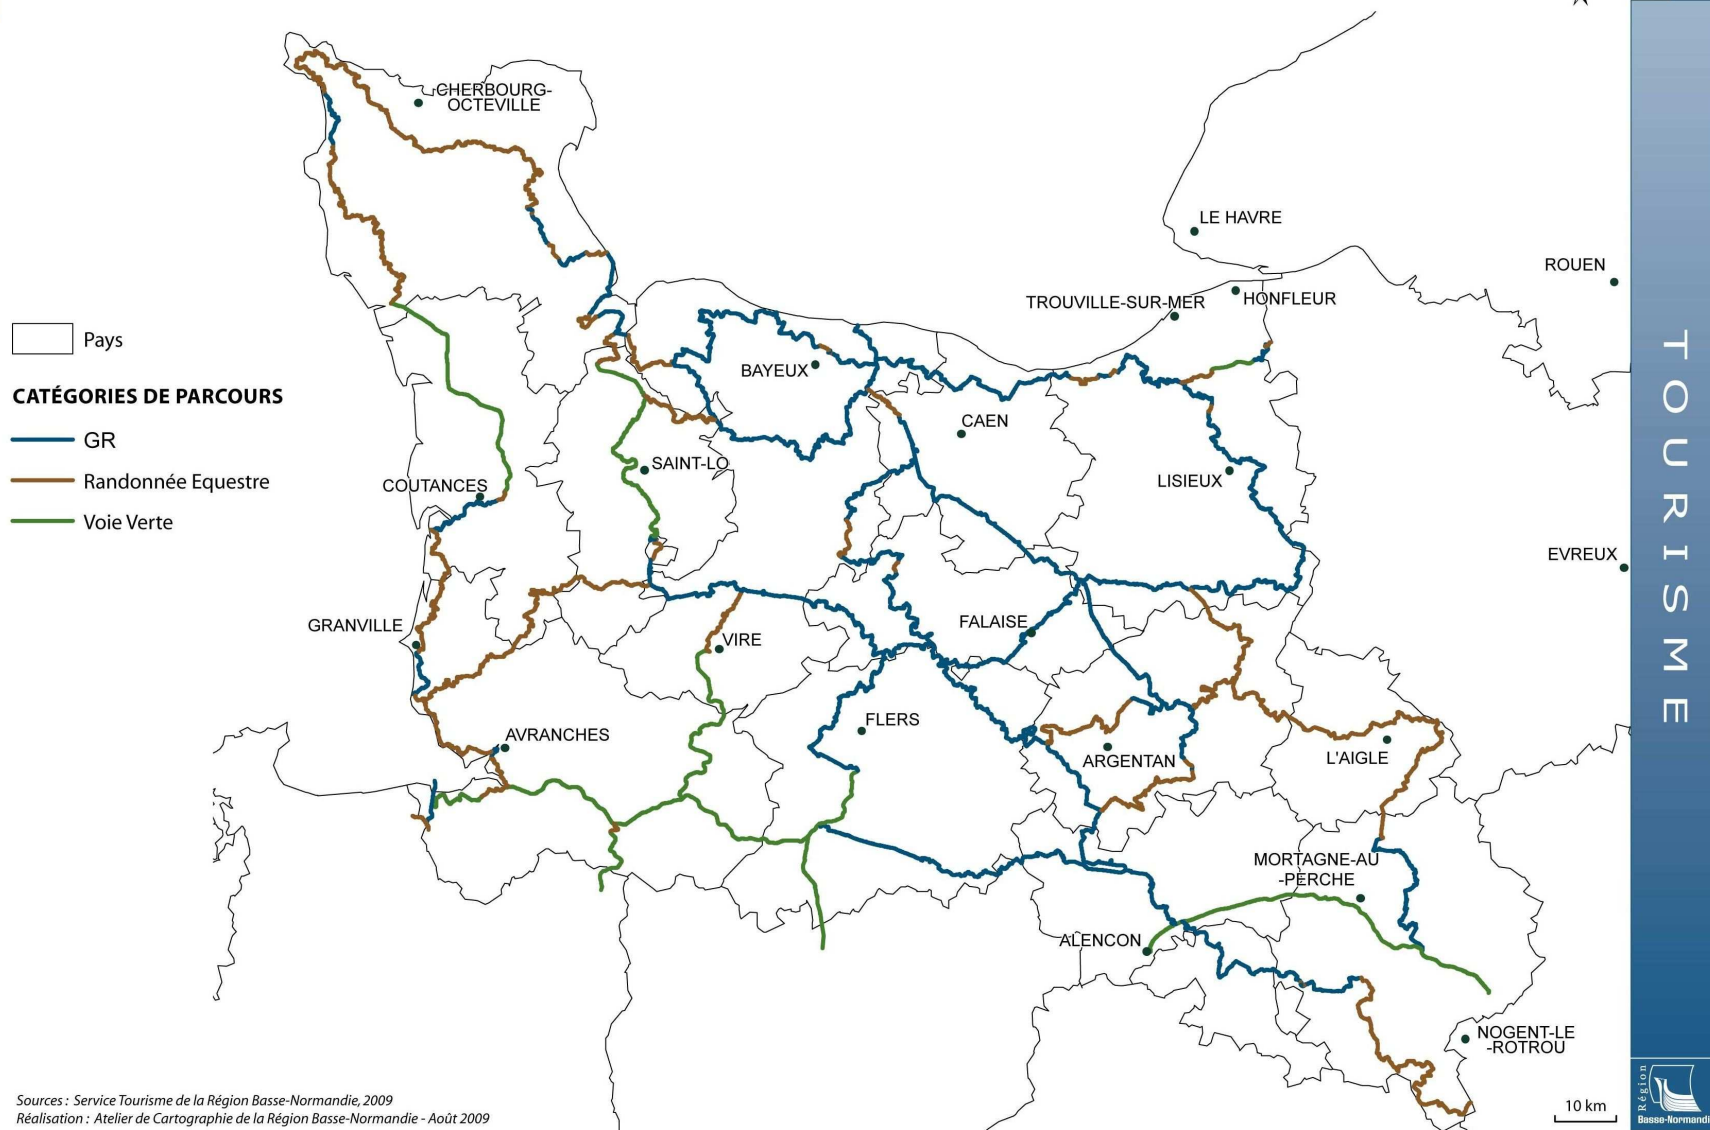 CHERBOURG-
OCTEVILLE
LE HAVRE
ROUEN
TROUVILLE-SUR-MER
HONFLEUR
Pays
BAYEUX
CATÉGORIES DE PARCOURS
GR
CAEN
Randonnée Equestre
SAINT-LO
LISIEUX
COUTANCES
Voie Verte
EVREUX
GRANVILLE
FALAISE
VIRE
FLERS
AVRANCHES
ARGENTAN
L'AIGLE
MORTAGNE-AU
-PERCHE
ALENCON
NOGENT-LE
-ROTROU
Sources : Service Tourisme de la Région Basse-Normandie, 2009
Réalisation : Atelier de Cartographie de la Région Basse-Normandie - Août 2009
10 km
TOURISME
Région
Basse-Normandi